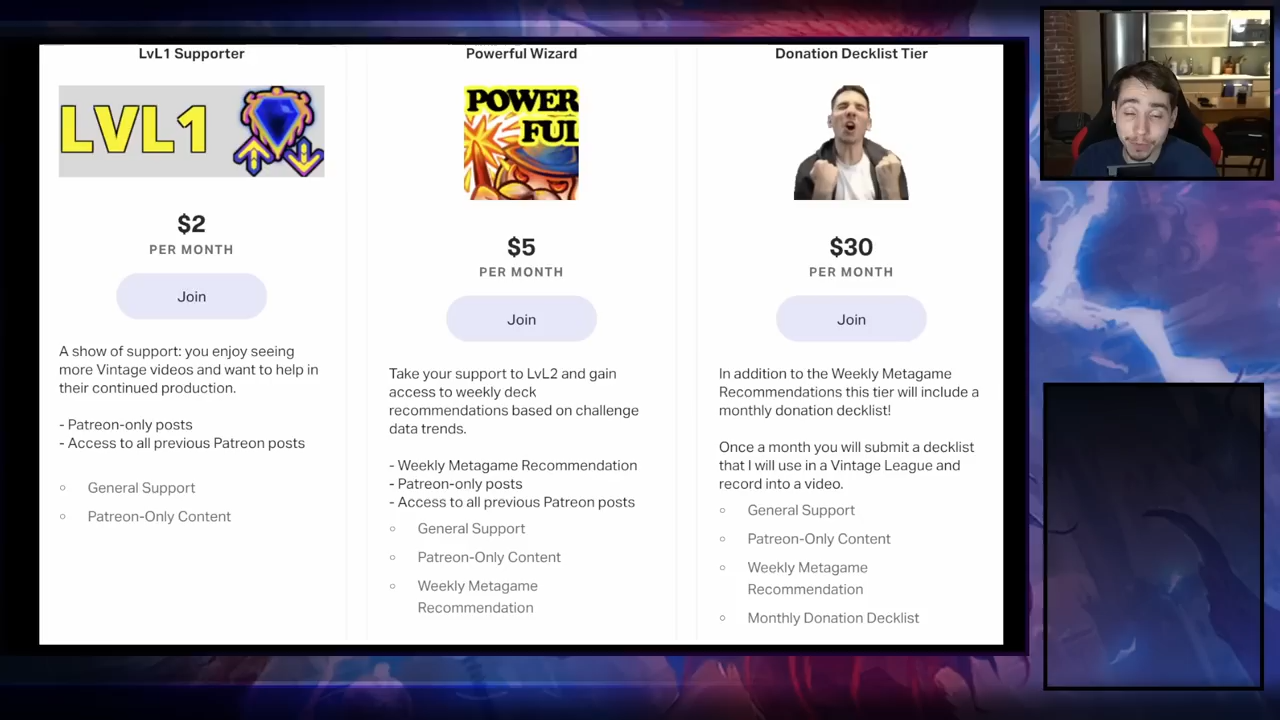 LvL1 Supporter
LVL1
$2
PER MONTH
Join
A show of support: you enjoy seeing
more Vintage videos and want to help in
their continued production.
- Patreon-only posts
- Access to all previous Patreon posts
General Support
Patreon-Only Content
Powerful Wizard
POWER
FUL
$5
PER MONTH
Join
Take your support to LvL2 and gain
access to weekly deck
recommendations based on challenge
data trends.
- Weekly Metagame Recommendation
- Patreon-only posts
- Access to all previous Patreon posts
General Support
Patreon-Only Content
Weekly Metagame
Recommendation
Donation Decklist Tier
$30
PER MONTH
Join
In addition to the Weekly Metagame
Recommendations this tier will include a
monthly donation decklist!
Once a month you will submit a decklist
that I will use in a Vintage League and
record into a video.
General Support
Patreon-Only Content
Weekly Metagame
Recommendation
Monthly Donation Decklist